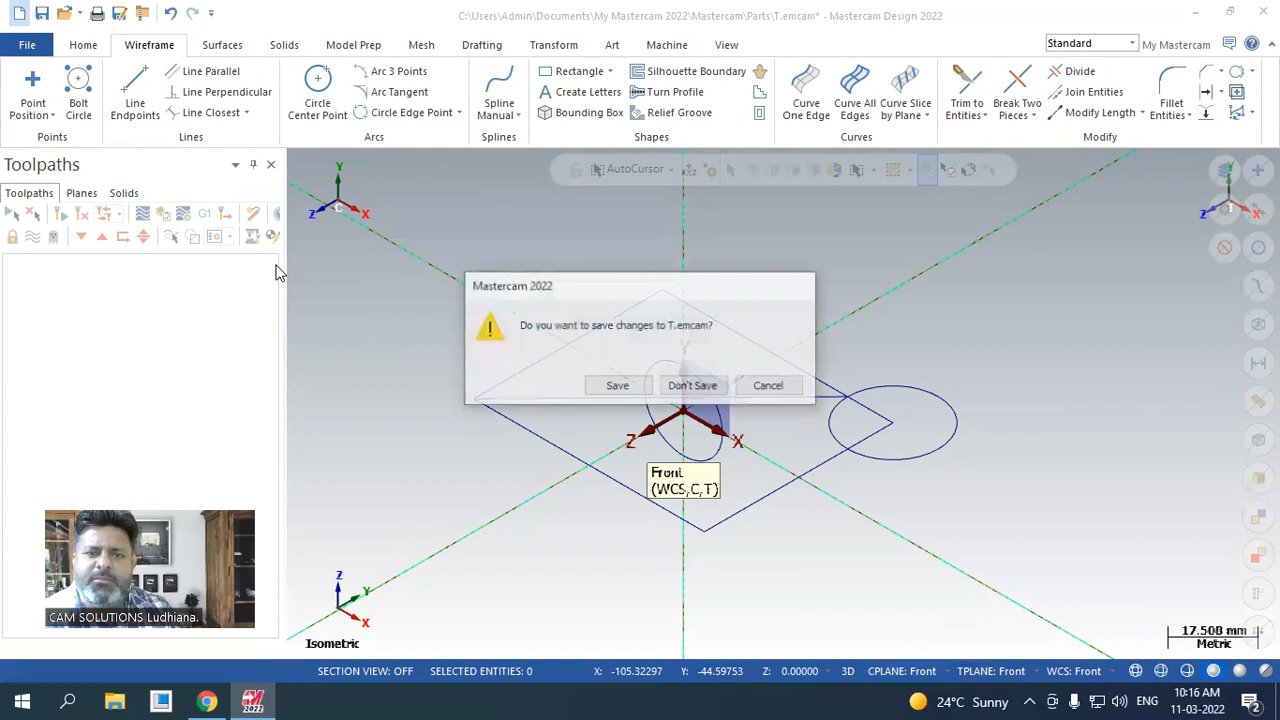 C:\Users\Admin\Documents\My Mastercam 2022\Mastercam\Parts\T.emcam* - Mastercam Design 2022
File Home Wireframe Surfaces Solids Model Prep Mesh Drafting Transform Art Machine View Standard My Mastercam
Point Position
Bolt Circle
Points
Line Endpoints
Line Parallel
Line Perpendicular
Line Closest
Lines
Circle Center Point
Arc 3 Points
Arc Tangent
Circle Edge Point
Arcs
Spline Manual
Splines
Rectangle
Create Letters
Bounding Box
Silhouette Boundary
Turn Profile
Relief Groove
Shapes
Curve One Edge
Curve All Edges
Curve Slice by Plane
Curves
Trim to Entities
Break Two Pieces
Divide
Join Entities
Modify Length
Fillet Entities
Modify
Toolpaths
Toolpaths Planes Solids
G1
AutoCursor
Y
Z C X
Y
Z T X
Mastercam 2022
Do you want to save changes to T.emcam?
Save Don't Save Cancel
Y
Z X
Front
(WCS,C,T)
CAM SOLUTIONS Ludhiana.
Z
Y
X
Isometric
17.508 mm
Metric
SECTION VIEW: OFF SELECTED ENTITIES: 0 X: -105.32297 Y: -44.59753 Z: 0.00000 3D CPLANE: Front TPLANE: Front WCS: Front
2022
24°C Sunny
ENG
10:16 AM
11-03-2022
2